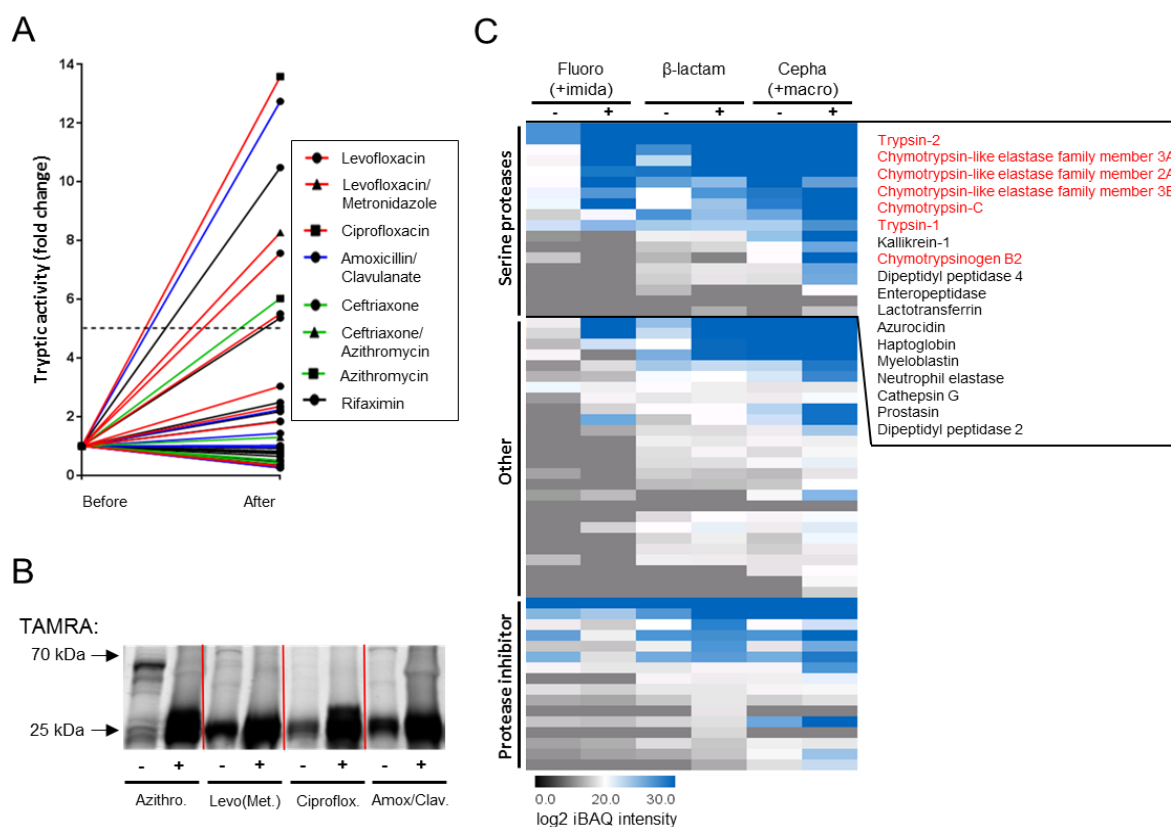 A
Tryptic activity (fold change)
14
12
10
8
6
4
2
0
Before
After
Levofloxacin
Levofloxacin/
Metronidazole
Ciprofloxacin
Amoxicillin/
Clavulanate
Ceftriaxone
Ceftriaxone/
Azithromycin
Azithromycin
Rifaximin
B
TAMRA:
70 kDa
25 kDa
- + - + - + - +
Azithro. Levo(Met.) Ciproflox. Amox/Clav.
C
Fluoro
(+imida)
β-lactam
Cepha
(+macro)
- + - + - +
Serine proteases
Other
Protease inhibitor
Trypsin-2
Chymotrypsin-like elastase family member 3A
Chymotrypsin-like elastase family member 2A
Chymotrypsin-like elastase family member 3B
Chymotrypsin-C
Trypsin-1
Kallikrein-1
Chymotrypsinogen B2
Dipeptidyl peptidase 4
Enteropeptidase
Lactotransferrin
Azurocidin
Haptoglobin
Myeloblastin
Neutrophil elastase
Cathepsin G
Prostasin
Dipeptidyl peptidase 2
0.0 20.0 30.0
log2 iBAQ intensity